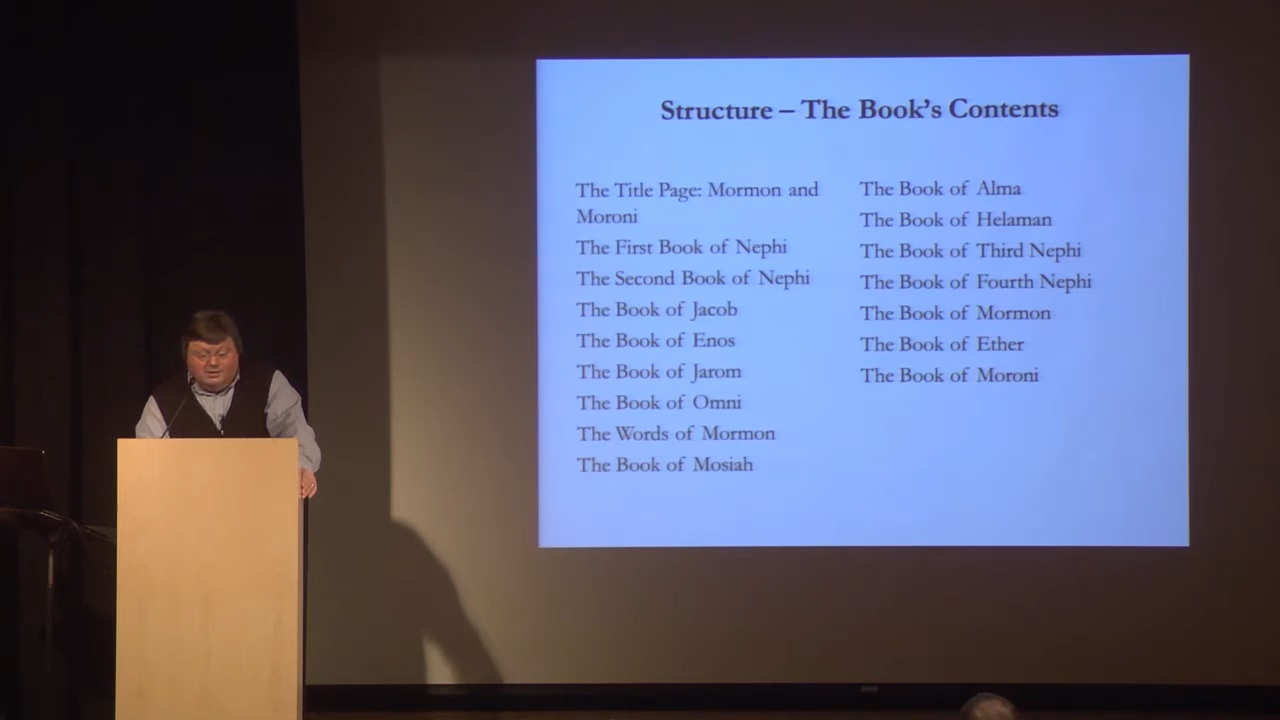 Structure – The Book's Contents
The Title Page: Mormon and
Moroni
The First Book of Nephi
The Second Book of Nephi
The Book of Jacob
The Book of Enos
The Book of Jarom
The Book of Omni
The Words of Mormon
The Book of Mosiah
The Book of Alma
The Book of Helaman
The Book of Third Nephi
The Book of Fourth Nephi
The Book of Mormon
The Book of Ether
The Book of Moroni